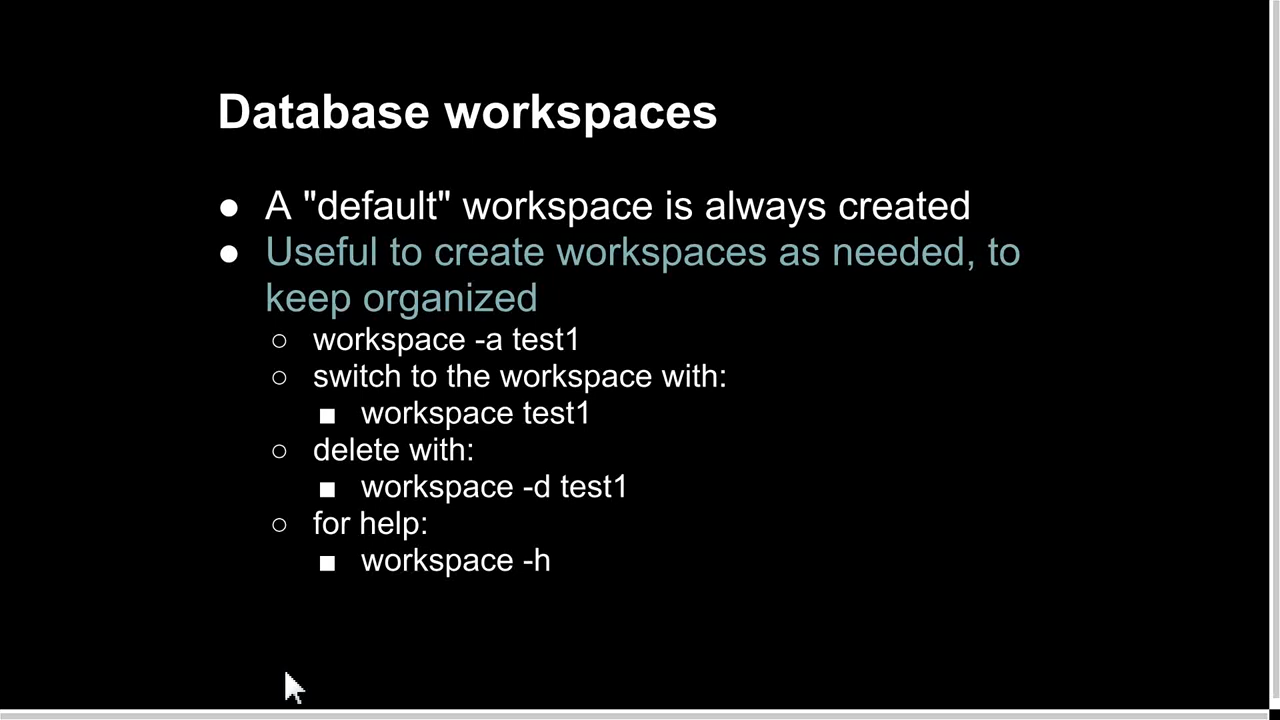 Database workspaces
● A "default" workspace is always created
● Useful to create workspaces as needed, to
keep organized
○ workspace -a test1
○ switch to the workspace with:
■ workspace test1
○ delete with:
■ workspace -d test1
○ for help:
■ workspace -h